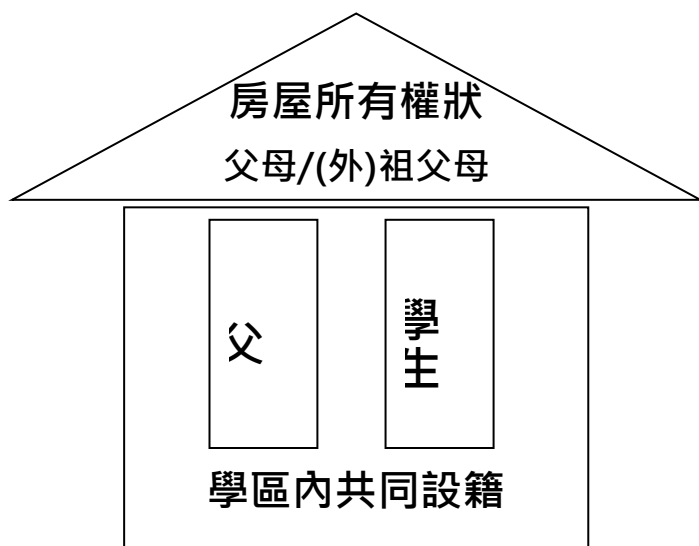 房屋所有權狀
父母/(外)祖父母
父
學
生
學區內共同設籍